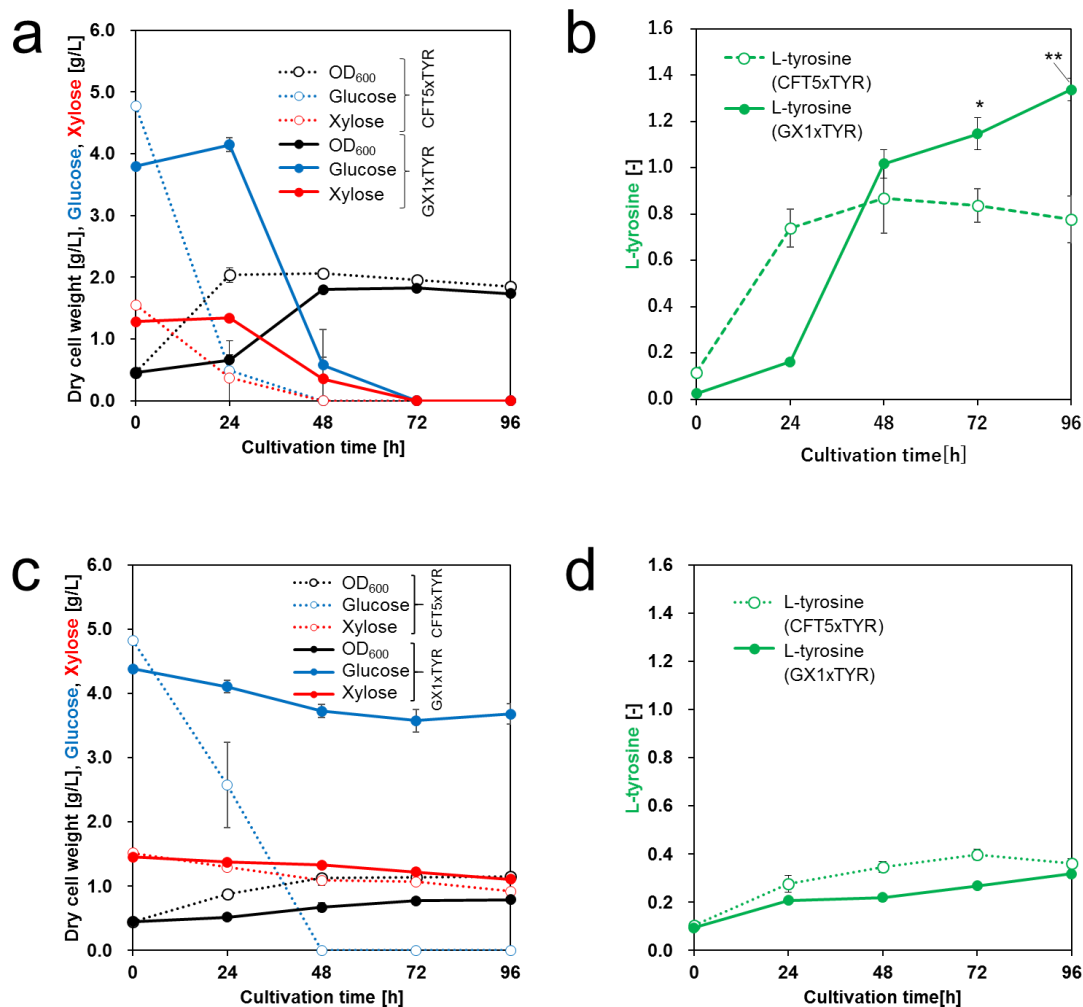 a
Dry cell weight [g/L], Glucose, Xylose [g/L]
6.0
5.0
4.0
3.0
2.0
1.0
0.0
OD600
Glucose
Xylose
CFT5xTYR
OD600
Glucose
Xylose
GX1xTYR
0 24 48 72 96
Cultivation time [h]
b
L-tyrosine [-]
1.6
1.4
1.2
1.0
0.8
0.6
0.4
0.2
0.0
L-tyrosine
(CFT5xTYR)
L-tyrosine
(GX1xTYR)
*
**
0 24 48 72 96
Cultivation time[h]
c
Dry cell weight [g/L], Glucose, Xylose [g/L]
6.0
5.0
4.0
3.0
2.0
1.0
0.0
OD600
Glucose
Xylose
CFT5xTYR
OD600
Glucose
Xylose
GX1xTYR
0 24 48 72 96
Cultivation time [h]
d
L-tyrosine [-]
1.6
1.4
1.2
1.0
0.8
0.6
0.4
0.2
0.0
L-tyrosine
(CFT5xTYR)
L-tyrosine
(GX1xTYR)
0 24 48 72 96
Cultivation time[h]